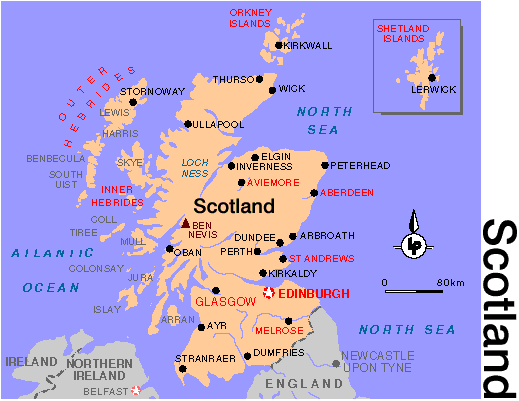 ORKNEY
ISLANDS
KIRKWALL
SHETLAND
ISLANDS
LERWICK
OUTER
HEBRIDES
THURSO
WICK
STORNOWAY
LEWIS
HARRIS
ULLAPOOL
NORTH
SEA
BENBECULA
SOUTH
UIST
SKYE
LOCH
NESS
ELGIN
INVERNESS
PETERHEAD
AVIEMORE
ABERDEEN
INNER
HEBRIDES
Scotland
COLL
TIREE
MULL
BEN
NEVIS
OBAN
DUNDEE
ARBROATH
PERTH
ST ANDREWS
KIRKALDY
LP
0 80km
ATLANTIC
OCEAN
COLONSAY
JURA
ISLAY
GLASGOW
EDINBURGH
ARRAN
AYR
MELROSE
NORTH SEA
STRANRAER
DUMFRIES
IRELAND
NORTHERN
IRELAND
BELFAST
NEWCASTLE
UPON TYNE
ENGLAND
Scotland